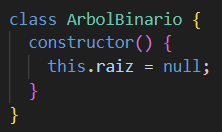 class ArbolBinario {
  constructor() {
    this.raiz = null;
  }
}